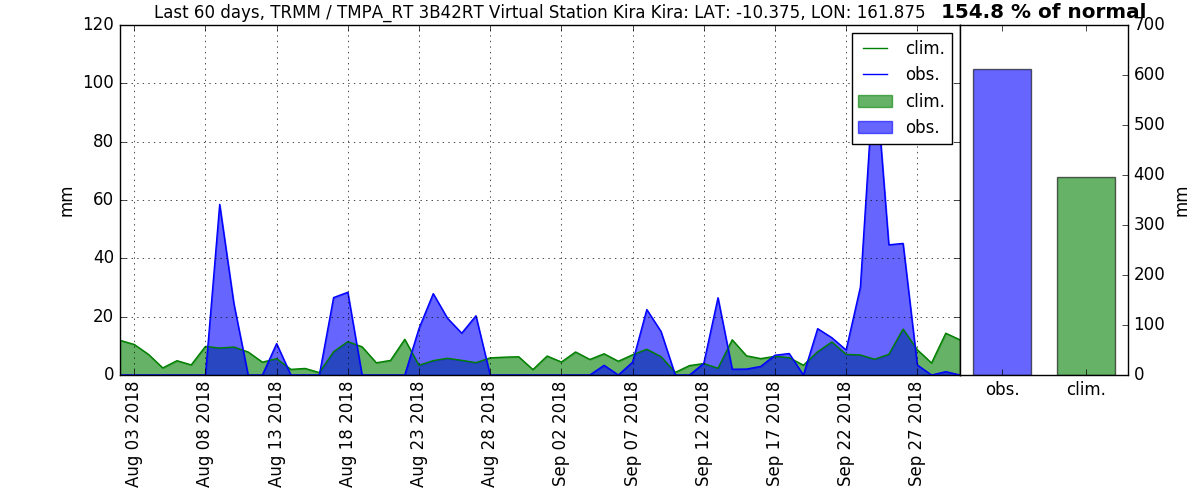 Last 60 days, TRMM / TMPA_RT 3B42RT Virtual Station Kira Kira: LAT: -10.375, LON: 161.875 154.8 % of normal
120
100
80
60
40
20
0
mm
clim.
obs.
clim.
obs.
700
600
500
400
300
200
100
0
mm
Aug 03 2018
Aug 08 2018
Aug 13 2018
Aug 18 2018
Aug 23 2018
Aug 28 2018
Sep 02 2018
Sep 07 2018
Sep 12 2018
Sep 17 2018
Sep 22 2018
Sep 27 2018
obs.
clim.